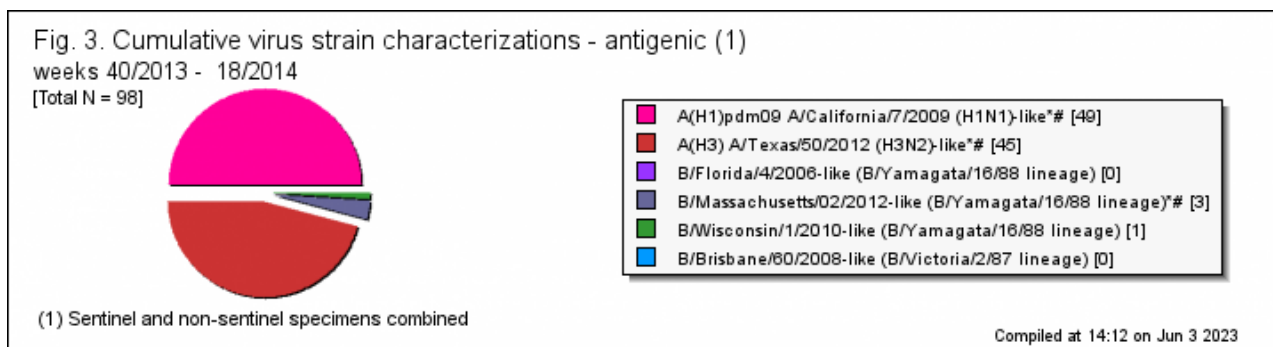 Fig. 3. Cumulative virus strain characterizations - antigenic (1)
weeks 40/2013 - 18/2014
[Total N = 98]
A(H1)pdm09 A/California/7/2009 (H1N1)-like*# [49]
A(H3) A/Texas/50/2012 (H3N2)-like*# [45]
B/Florida/4/2006-like (B/Yamagata/16/88 lineage) [0]
B/Massachusetts/02/2012-like (B/Yamagata/16/88 lineage)*# [3]
B/Wisconsin/1/2010-like (B/Yamagata/16/88 lineage) [1]
B/Brisbane/60/2008-like (B/Victoria/2/87 lineage) [0]
(1) Sentinel and non-sentinel specimens combined
Compiled at 14:12 on Jun 3 2023